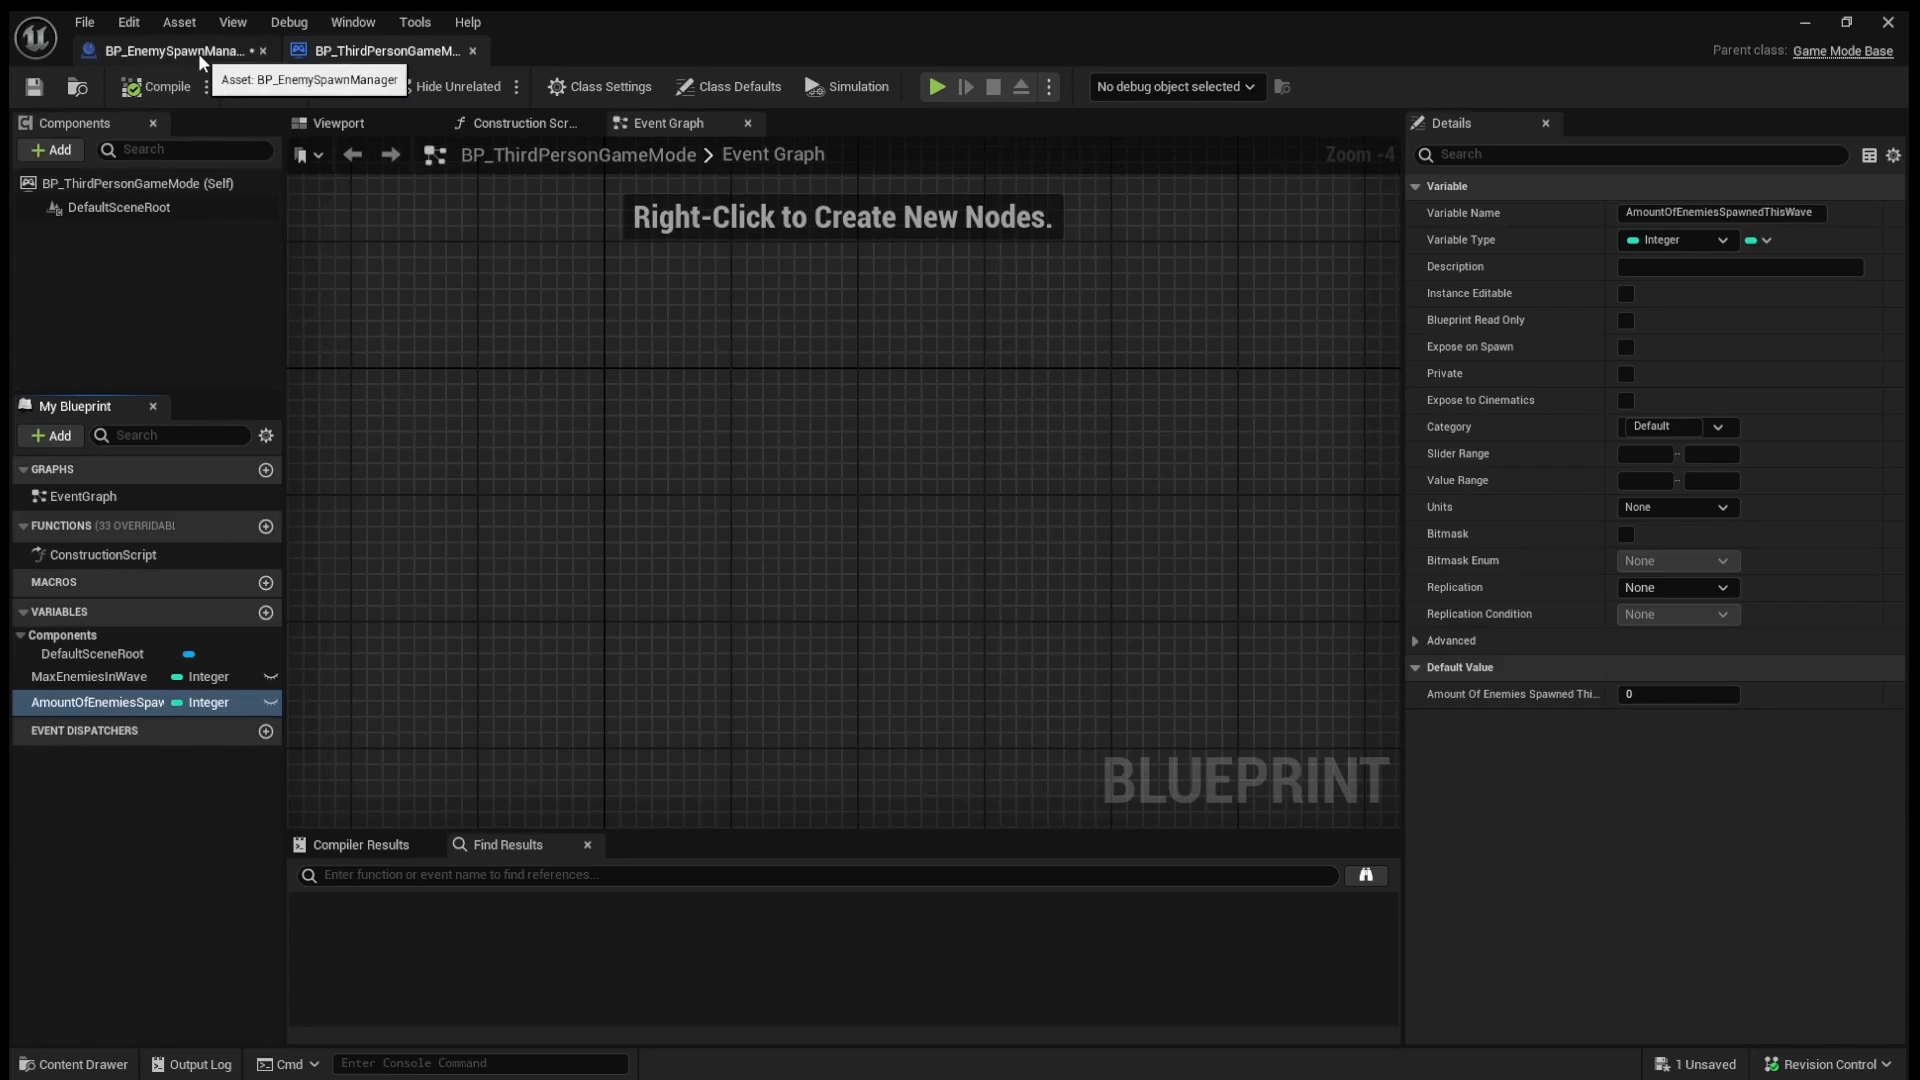 File Edit Asset View Debug Window Tools Help
BP_EnemySpawnMana... • BP_ThirdPersonGameM...
Parent class: Game Mode Base
Asset: BP_EnemySpawnManager
Compile Hide Unrelated Class Settings Class Defaults Simulation No debug object selected
Components
Viewport Construction Scr... Event Graph
Details
Add Search
BP_ThirdPersonGameMode > Event Graph Zoom -4
Search
BP_ThirdPersonGameMode (Self)
DefaultSceneRoot
Right-Click to Create New Nodes.
My Blueprint
Add Search
GRAPHS
EventGraph
FUNCTIONS (33 OVERRIDABL
ConstructionScript
MACROS
VARIABLES
Components
DefaultSceneRoot
MaxEnemiesInWave Integer
AmountOfEnemiesSpaw Integer
EVENT DISPATCHERS
BLUEPRINT
Compiler Results Find Results
Enter function or event name to find references...
Variable
Variable Name AmountOfEnemiesSpawnedThisWave
Variable Type Integer
Description
Instance Editable
Blueprint Read Only
Expose on Spawn
Private
Expose to Cinematics
Category Default
Slider Range ..
Value Range ..
Units None
Bitmask
Bitmask Enum None
Replication None
Replication Condition None
Advanced
Default Value
Amount Of Enemies Spawned Thi... 0
Content Drawer Output Log Cmd Enter Console Command 1 Unsaved Revision Control